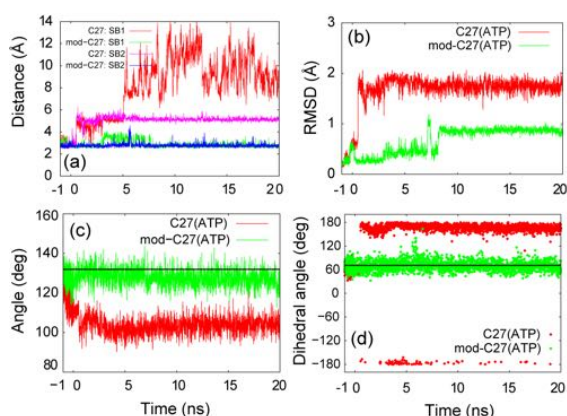 C27: SB1
mod-C27: SB1
C27: SB2
mod-C27: SB2
Distance (Å)
14
12
10
8
6
4
2
(a)
-1 0 5 10 15 20
(b)
C27(ATP)
mod-C27(ATP)
RMSD (Å)
3
2
1
0
-1 0 5 10 15 20
(c)
C27(ATP)
mod-C27(ATP)
Angle (deg)
160
140
120
100
80
-1 0 5 10 15 20
Time (ns)
Dihedral angle (deg)
180
120
60
0
-60
-120
-180
(d)
C27(ATP)
mod-C27(ATP)
-1 0 5 10 15 20
Time (ns)